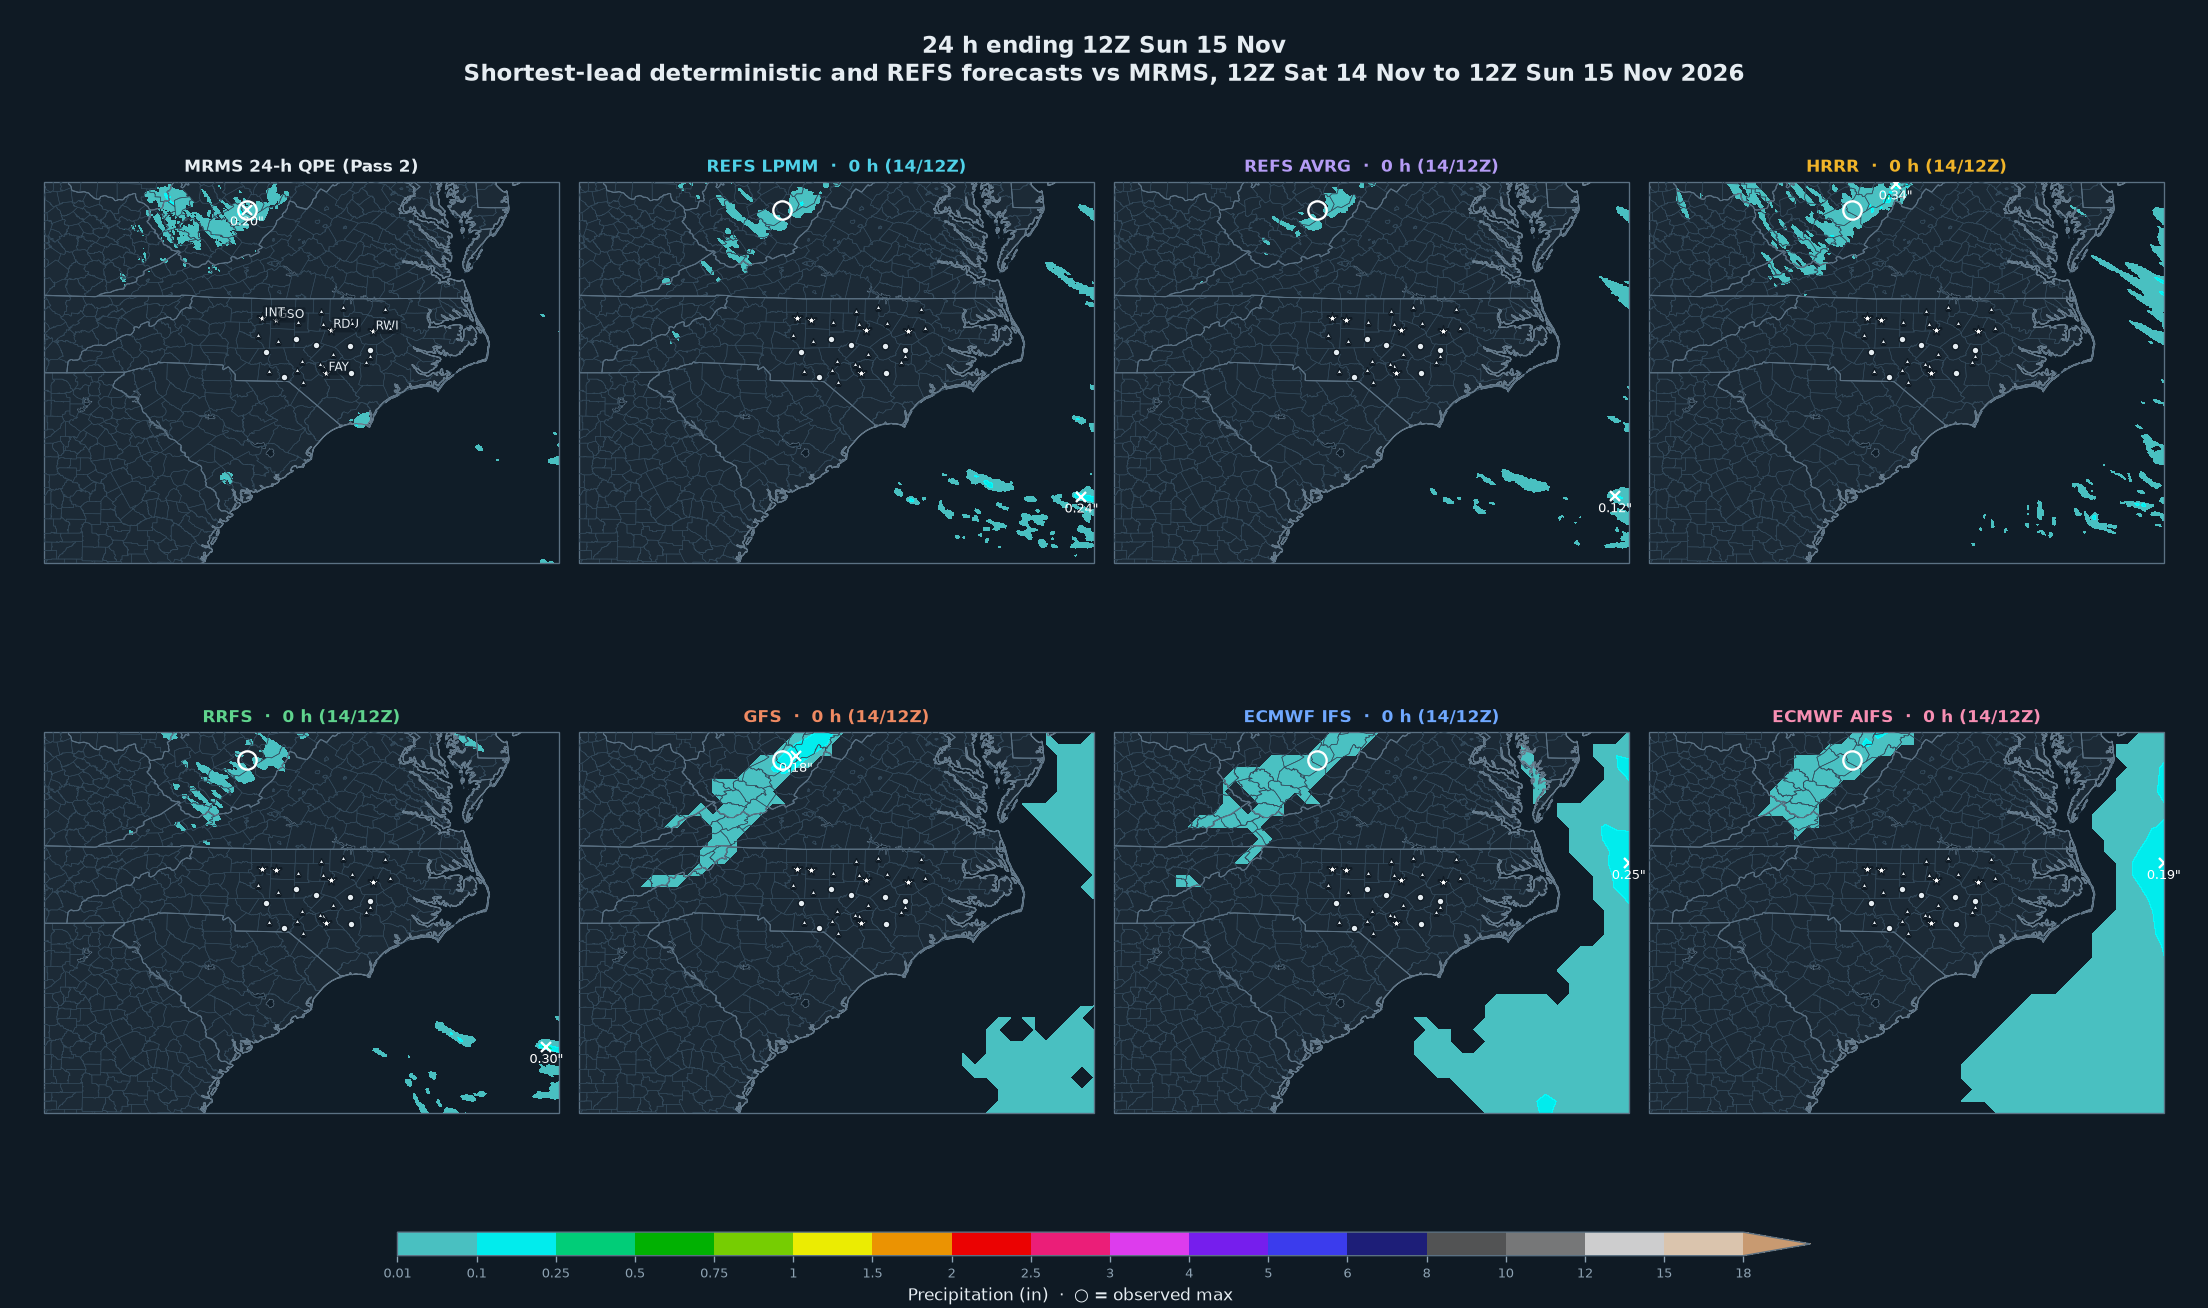 24 h ending 12Z Sun 15 Nov
Shortest-lead deterministic and REFS forecasts vs MRMS, 12Z Sat 14 Nov to 12Z Sun 15 Nov 2026
MRMS 24-h QPE (Pass 2)
REFS LPMM · 0 h (14/12Z)
REFS AVRG · 0 h (14/12Z)
HRRR · 0 h (14/12Z)
0.34"
INT
RDU
RWI
FAY
0.24"
0.12"
RRFS · 0 h (14/12Z)
GFS · 0 h (14/12Z)
ECMWF IFS · 0 h (14/12Z)
ECMWF AIFS · 0 h (14/12Z)
0.18"
0.25"
0.19"
0.30"
0.01 0.1 0.25 0.5 0.75 1 1.5 2 2.5 3 4 5 6 8 10 12 15 18
Precipitation (in) · ○ = observed max